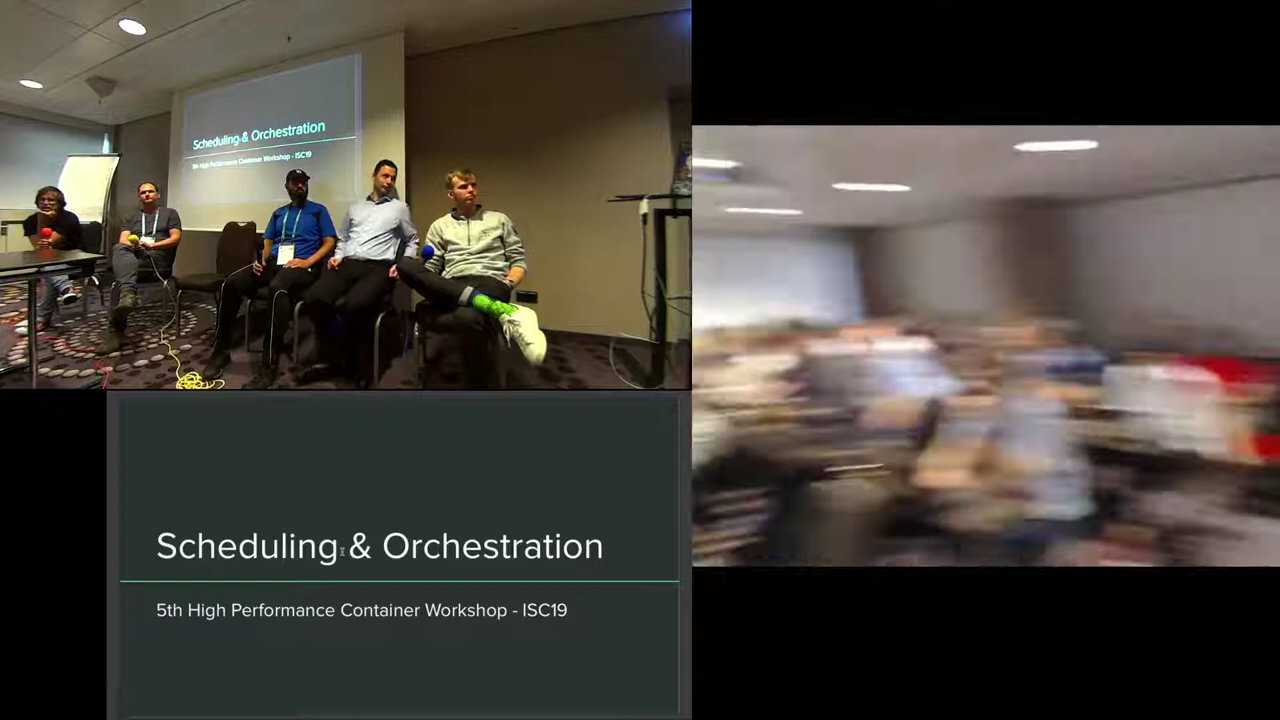 Scheduling & Orchestration
5th High Performance Container Workshop - ISC19
Scheduling & Orchestration
5th High Performance Container Workshop - ISC19